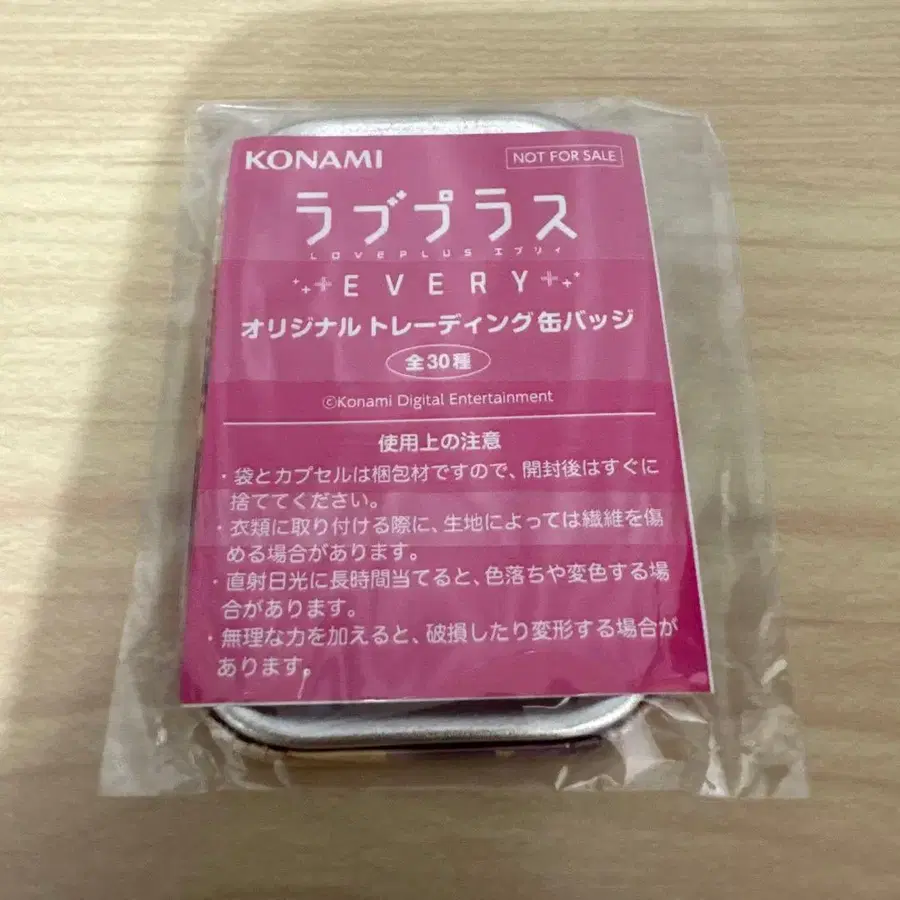 KONAMI
NOT FOR SALE
ラブプラス
LOVEPLUS エブリィ
EVERY
オリジナル トレーディング 缶バッジ
全30種
©Konami Digital Entertainment
使用上の注意
・袋とカプセルは梱包材ですので、開封後はすぐに
捨ててください。
・衣類に取り付ける際に、生地によっては繊維を傷
める場合があります。
・直射日光に長時間当てると、色落ちや変色する場
合があります。
・無理な力を加えると、破損したり変形する場合が
あります。